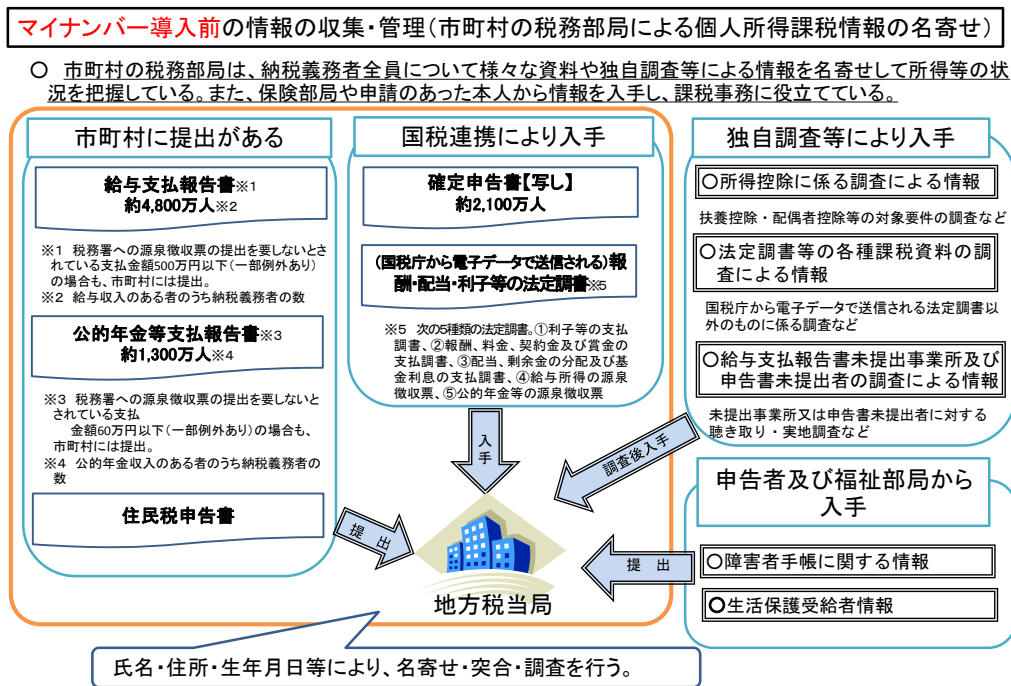 マイナンバー導入前の情報の収集・管理(市町村の税務部局による個人所得課税情報の名寄せ)
○ 市町村の税務部局は、納税義務者全員について様々な資料や独自調査等による情報を名寄せして所得等の状
況を把握している。また、保険部局や申請のあった本人から情報を入手し、課税事務に役立てている。
市町村に提出がある
給与支払報告書※1
約4,800万人※2
※1 税務署への源泉徴収票の提出を要しないとさ
れている支払金額500万円以下(一部例外あり)
の場合も、市町村には提出。
※2 給与収入のある者のうち納税義務者の数
公的年金等支払報告書※3
約1,300万人※4
※3 税務署への源泉徴収票の提出を要しないと
されている支払
金額60万円以下(一部例外あり)の場合も、
市町村には提出。
※4 公的年金収入のある者のうち納税義務者の
数
住民税申告書
提出
国税連携により入手
確定申告書【写し】
約2,100万人
(国税庁から電子データで送信される)報
酬・配当・利子等の法定調書※5
※5 次の5種類の法定調書。①利子等の支払
調書、②報酬、料金、契約金及び賞金の
支払調書、③配当、剰余金の分配及び基
金利息の支払調書、④給与所得の源泉
徴収票、⑤公的年金等の源泉徴収票
入手
独自調査等により入手
○所得控除に係る調査による情報
扶養控除・配偶者控除等の対象要件の調査など
○法定調書等の各種課税資料の調
査による情報
国税庁から電子データで送信される法定調書以
外のものに係る調査など
○給与支払報告書未提出事業所及び
申告書未提出者の調査による情報
未提出事業所又は申告書未提出者に対する
聴き取り・実地調査など
調査後入手
申告者及び福祉部局から
入手
○障害者手帳に関する情報
○生活保護受給者情報
提出
地方税当局
氏名・住所・生年月日等により、名寄せ・突合・調査を行う。